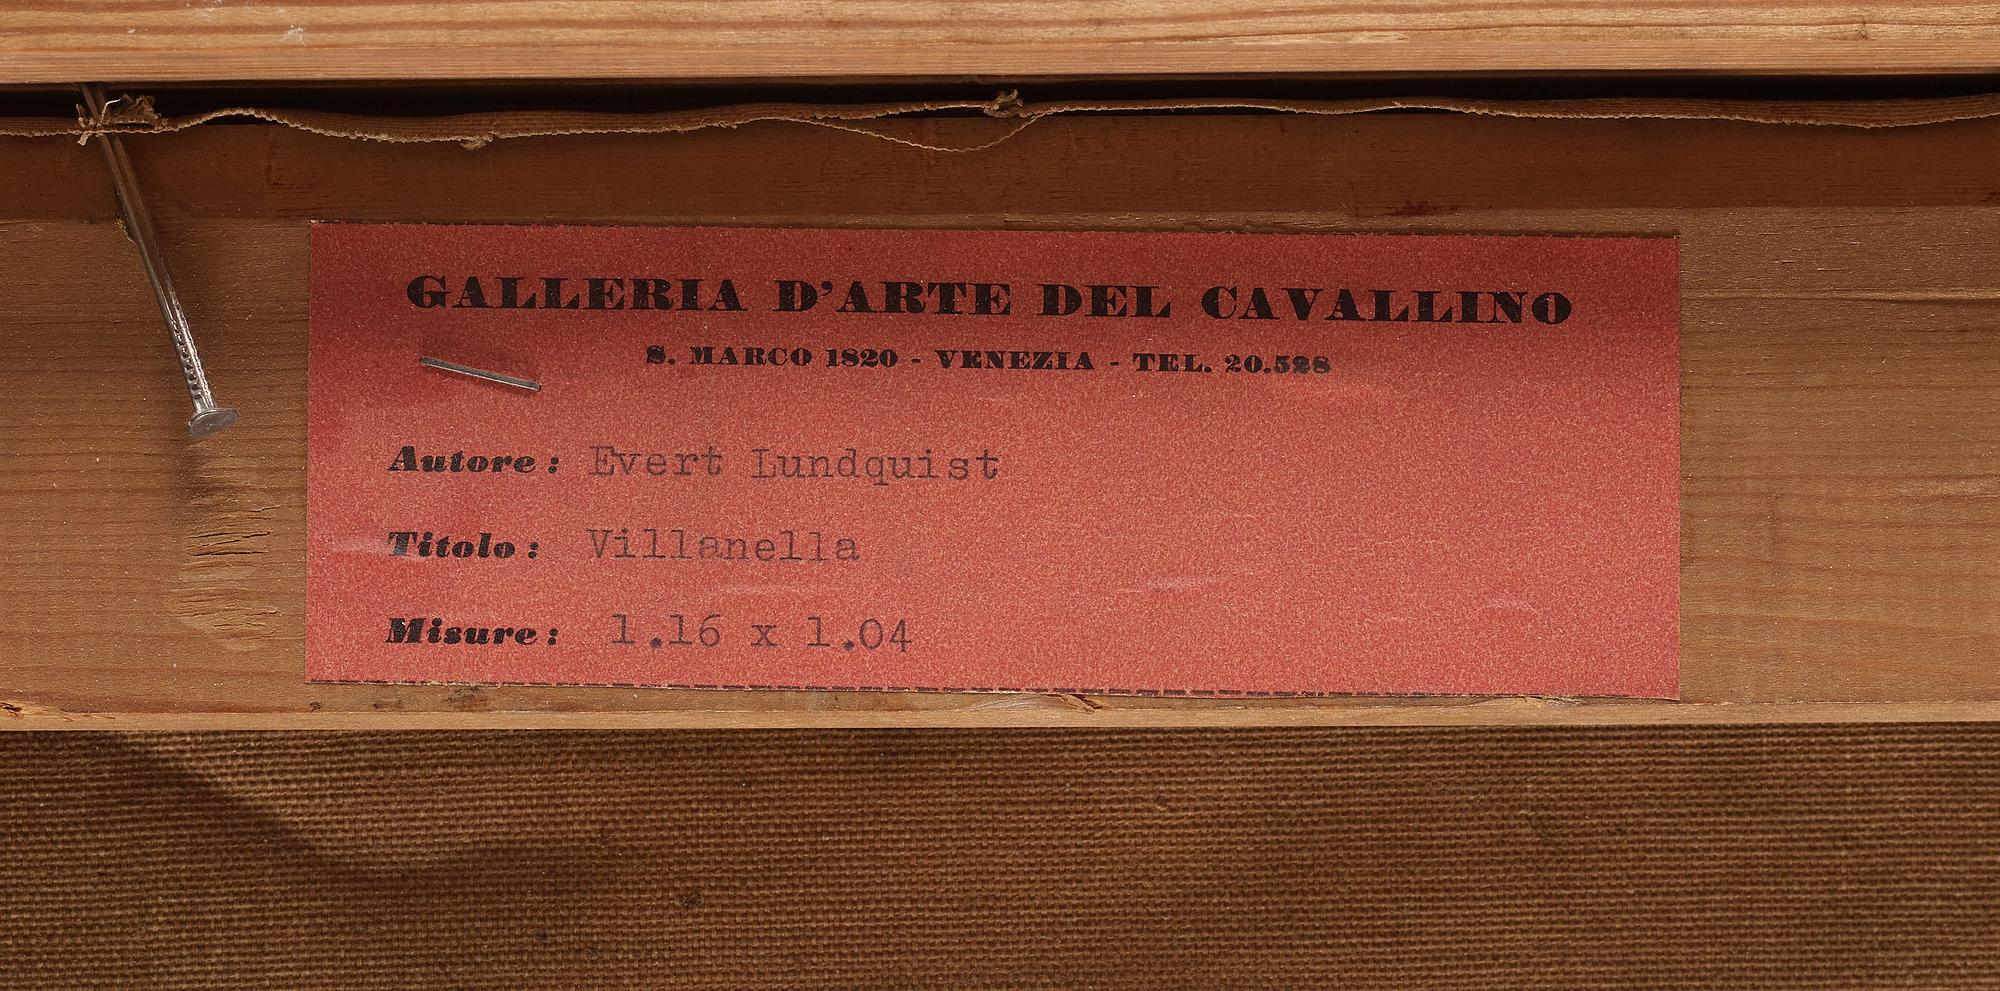 GALLERIA D'ARTE DEL CAVALLINO
S. MARCO 1820 - VENEZIA - TEL. 20.528
Autore: Evert Lundquist
Titolo: Villanella
Misure: 1.16 x 1.04